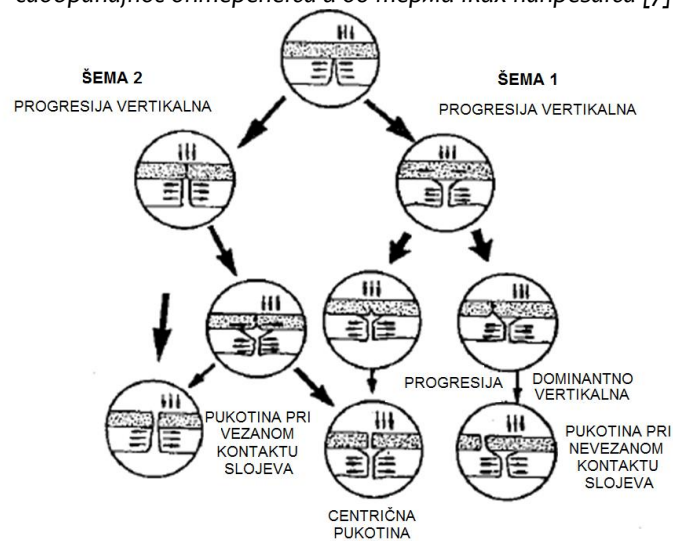 ŠEMA 2
PROGRESIJA VERTIKALNA
ŠEMA 1
PROGRESIJA VERTIKALNA
PROGRESIJA
DOMINANTNO
VERTIKALNA
PUKOTINA PRI
VEZANOM
KONTAKTU
SLOJEVA
PUKOTINA PRI
NEVEZANOM
KONTAKTU
SLOJEVA
CENTRIČNA
PUKOTINA